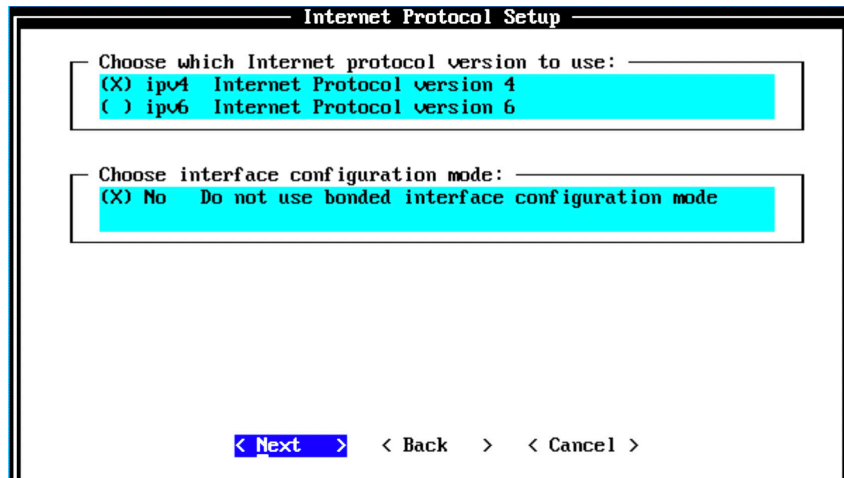 Internet Protocol Setup
Choose which Internet protocol version to use:
(X) ipv4 Internet Protocol version 4
( ) ipv6 Internet Protocol version 6
Choose interface configuration mode:
(X) No Do not use bonded interface configuration mode
< Next > < Back > < Cancel >